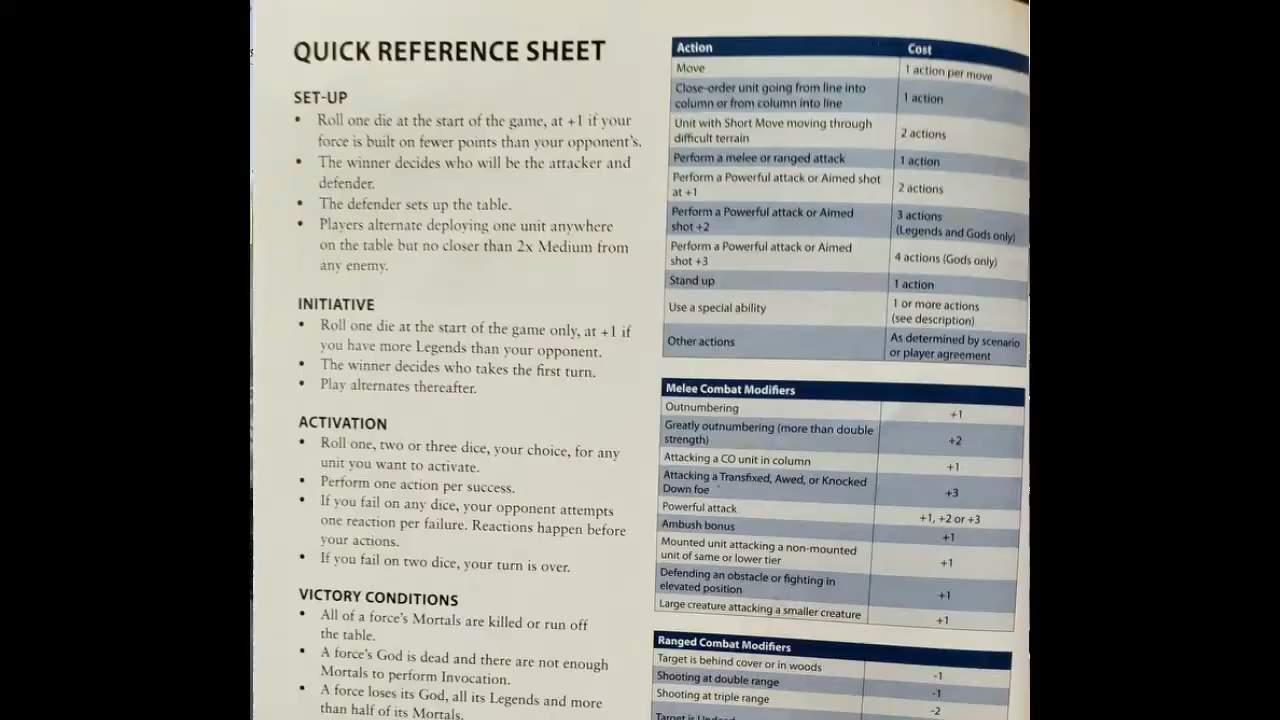 QUICK REFERENCE SHEET
SET-UP
• Roll one die at the start of the game, at +1 if your
force is built on fewer points than your opponent's.
• The winner decides who will be the attacker and
defender.
• The defender sets up the table.
• Players alternate deploying one unit anywhere
on the table but no closer than 2x Medium from
any enemy.
INITIATIVE
• Roll one die at the start of the game only, at +1 if
you have more Legends than your opponent.
• The winner decides who takes the first turn.
• Play alternates thereafter.
ACTIVATION
• Roll one, two or three dice, your choice, for any
unit you want to activate.
• Perform one action per success.
• If you fail on any dice, your opponent attempts
one reaction per failure. Reactions happen before
your actions.
• If you fail on two dice, your turn is over.
VICTORY CONDITIONS
• All of a force's Mortals are killed or run off
the table.
• A force's God is dead and there are not enough
Mortals to perform Invocation.
• A force loses its God, all its Legends and more
than half of its Mortals.
Action Cost
Move 1 action per move
Close-order unit going from line into
column or from column into line 1 action
Unit with Short Move moving through
difficult terrain 2 actions
Perform a melee or ranged attack 1 action
Perform a Powerful attack or Aimed shot
at +1 2 actions
Perform a Powerful attack or Aimed 3 actions
shot +2 (Legends and Gods only)
Perform a Powerful attack or Aimed
shot +3 4 actions (Gods only)
Stand up 1 action
Use a special ability 1 or more actions
(see description)
Other actions As determined by scenario
or player agreement
Melee Combat Modifiers
Outnumbering +1
Greatly outnumbering (more than double
strength) +2
Attacking a CO unit in column +1
Attacking a Transfixed, Awed, or Knocked
Down foe +3
Powerful attack +1, +2 or +3
Ambush bonus +1
Mounted unit attacking a non-mounted
unit of same or lower tier +1
Defending an obstacle or fighting in
elevated position +1
Large creature attacking a smaller creature +1
Ranged Combat Modifiers
Target is behind cover or in woods -1
Shooting at double range -1
Shooting at triple range -2
Target is Undead